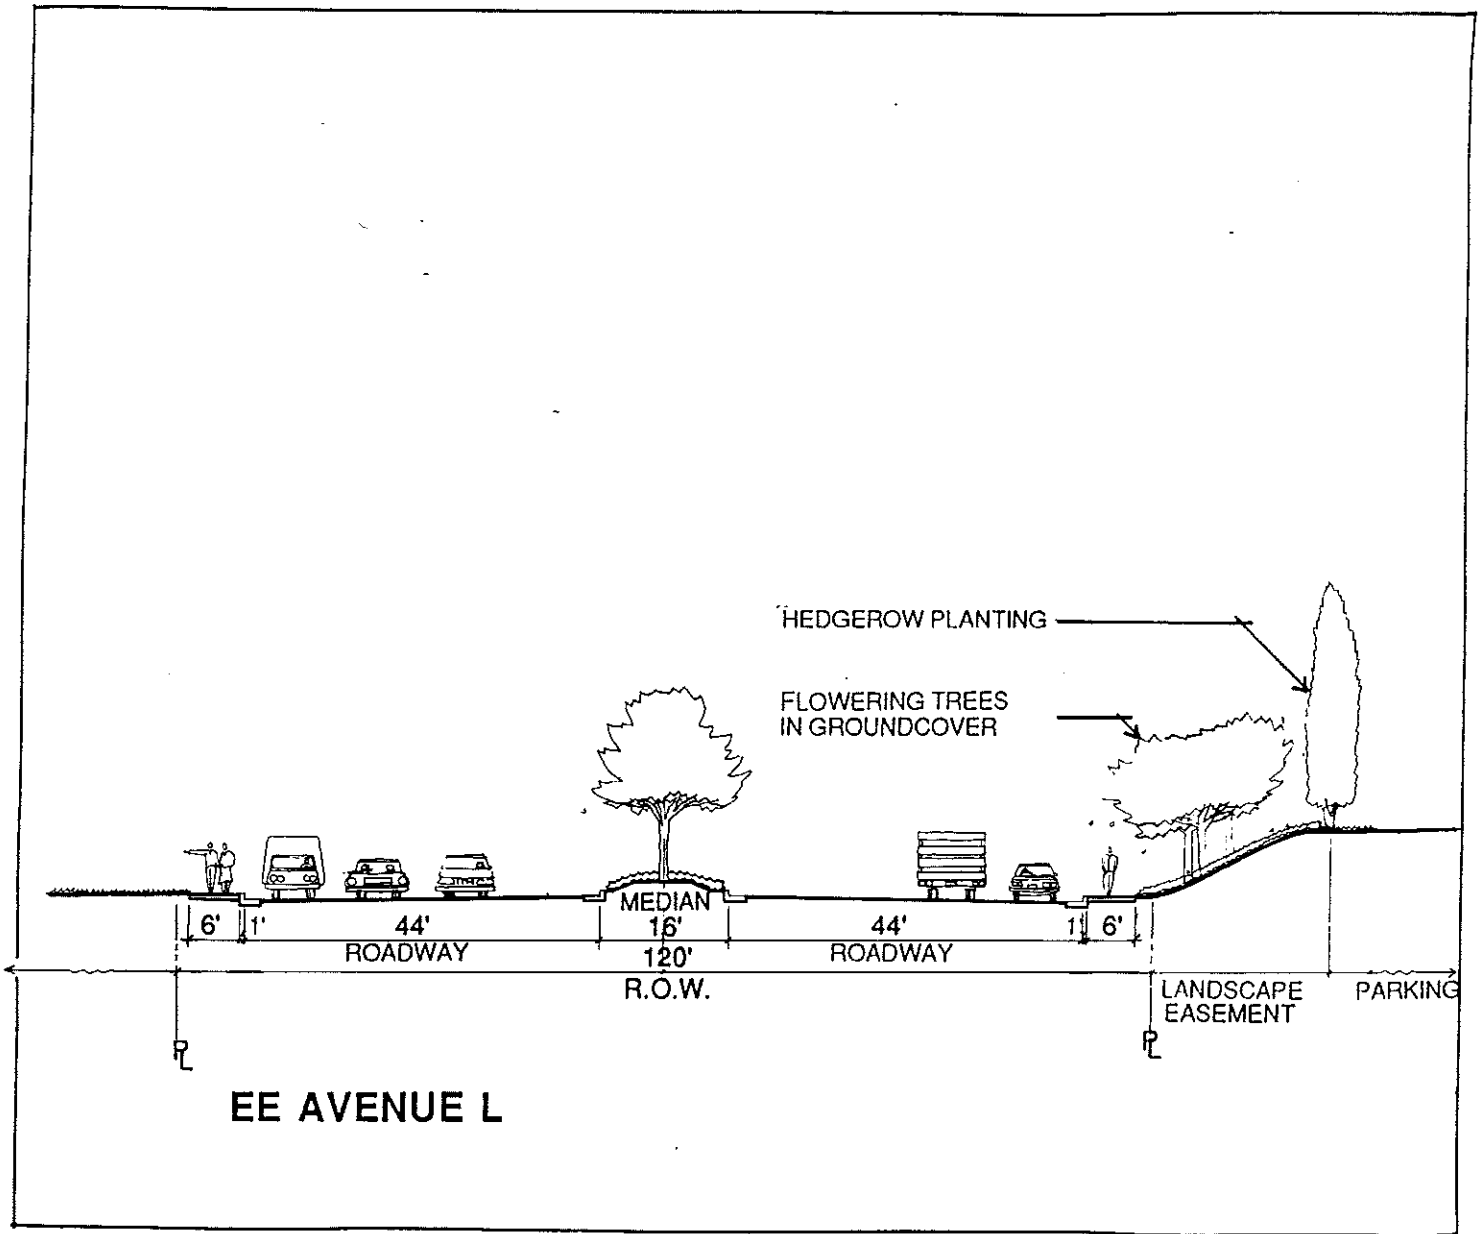 HEDGEROW PLANTING
FLOWERING TREES
IN GROUNDCOVER
MEDIAN
6' 1' 44' 16' 44' 1' 6'
ROADWAY ROADWAY
120'
R.O.W.
LANDSCAPE PARKING
EASEMENT
PL PL
EE AVENUE L